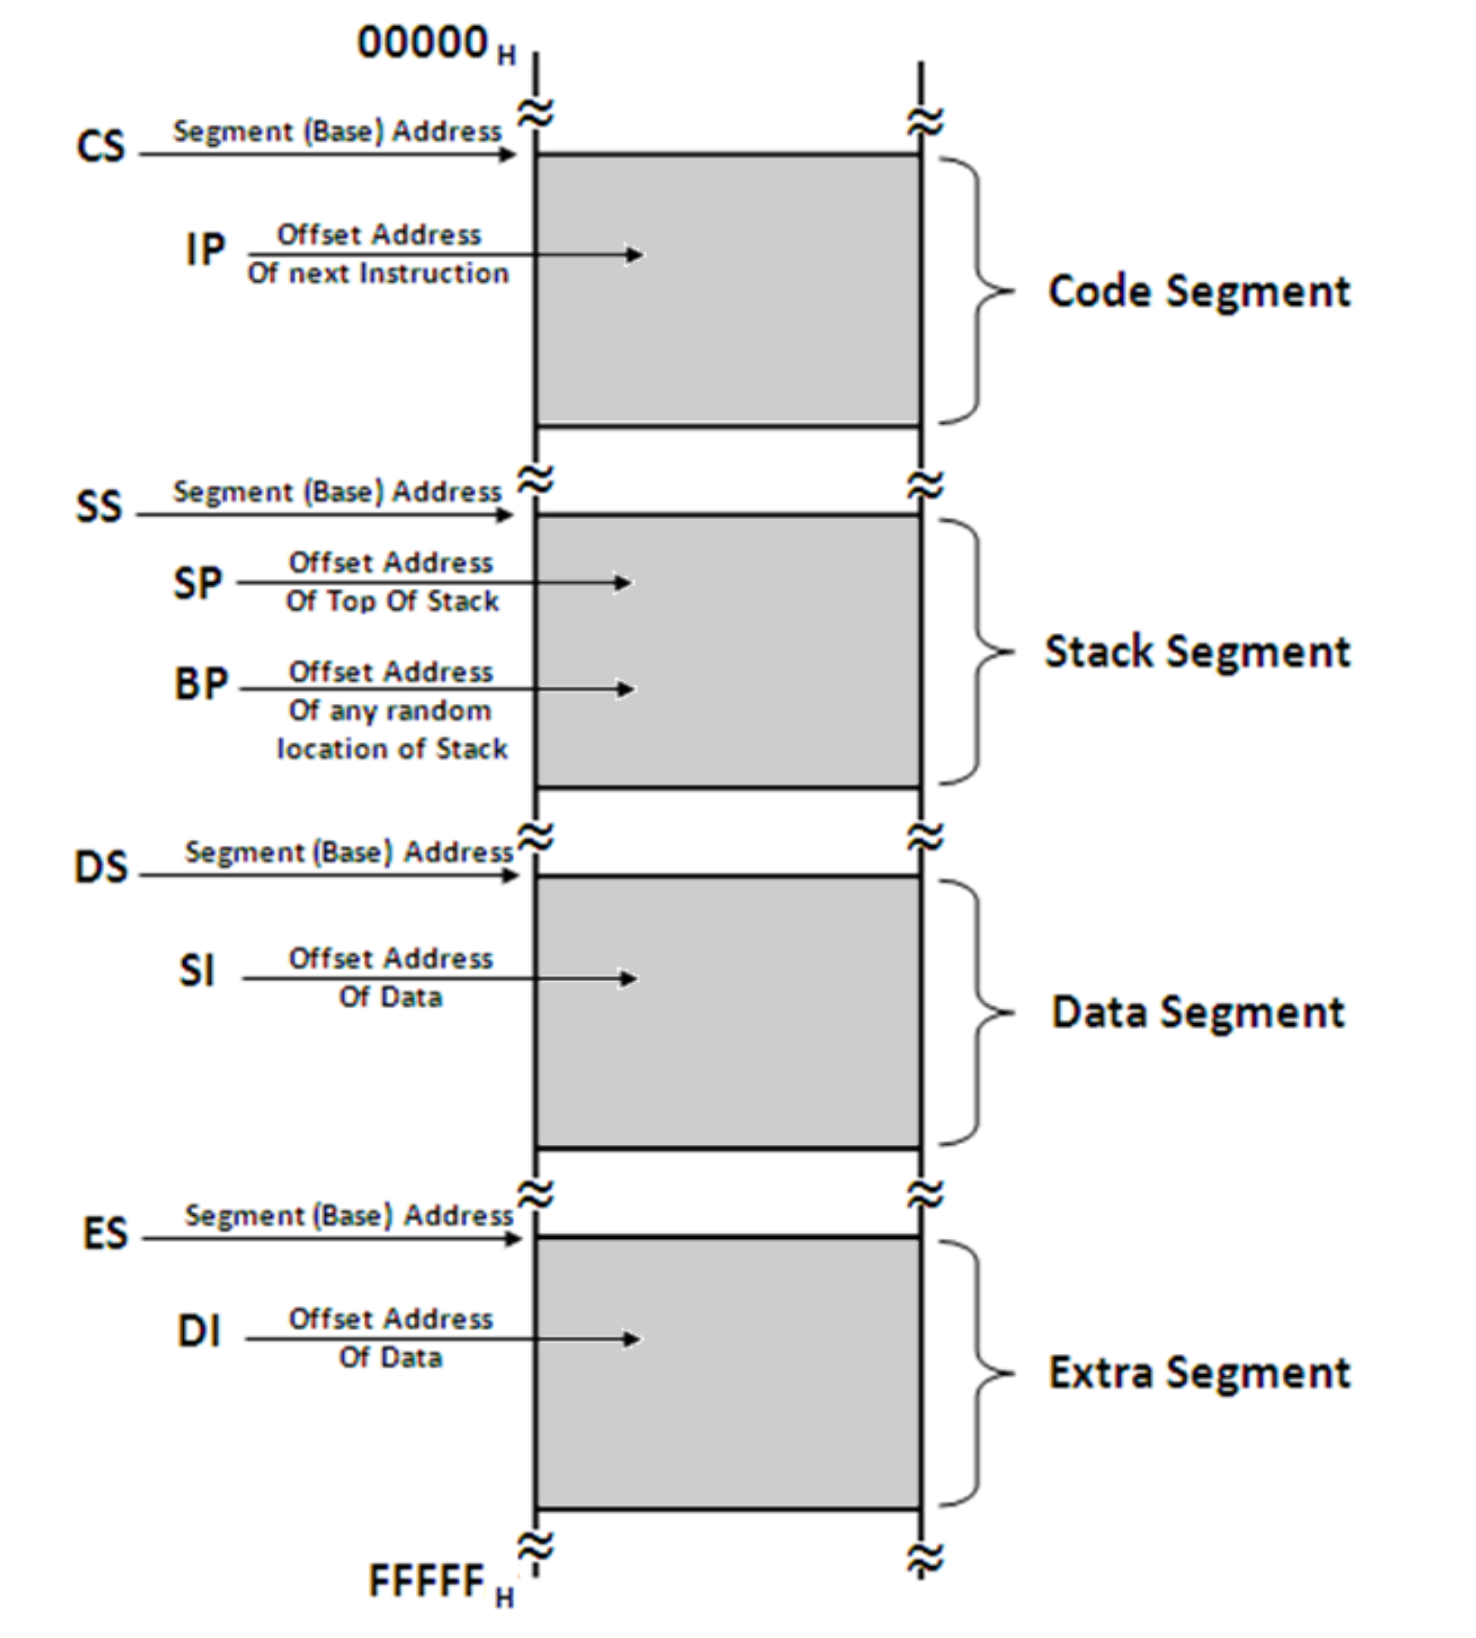 00000 H
CS Segment (Base) Address
IP Offset Address
Of next Instruction
Code Segment
SS Segment (Base) Address
SP Offset Address
Of Top Of Stack
BP Offset Address
Of any random
location of Stack
Stack Segment
DS Segment (Base) Address
SI Offset Address
Of Data
Data Segment
ES Segment (Base) Address
DI Offset Address
Of Data
Extra Segment
FFFFF H